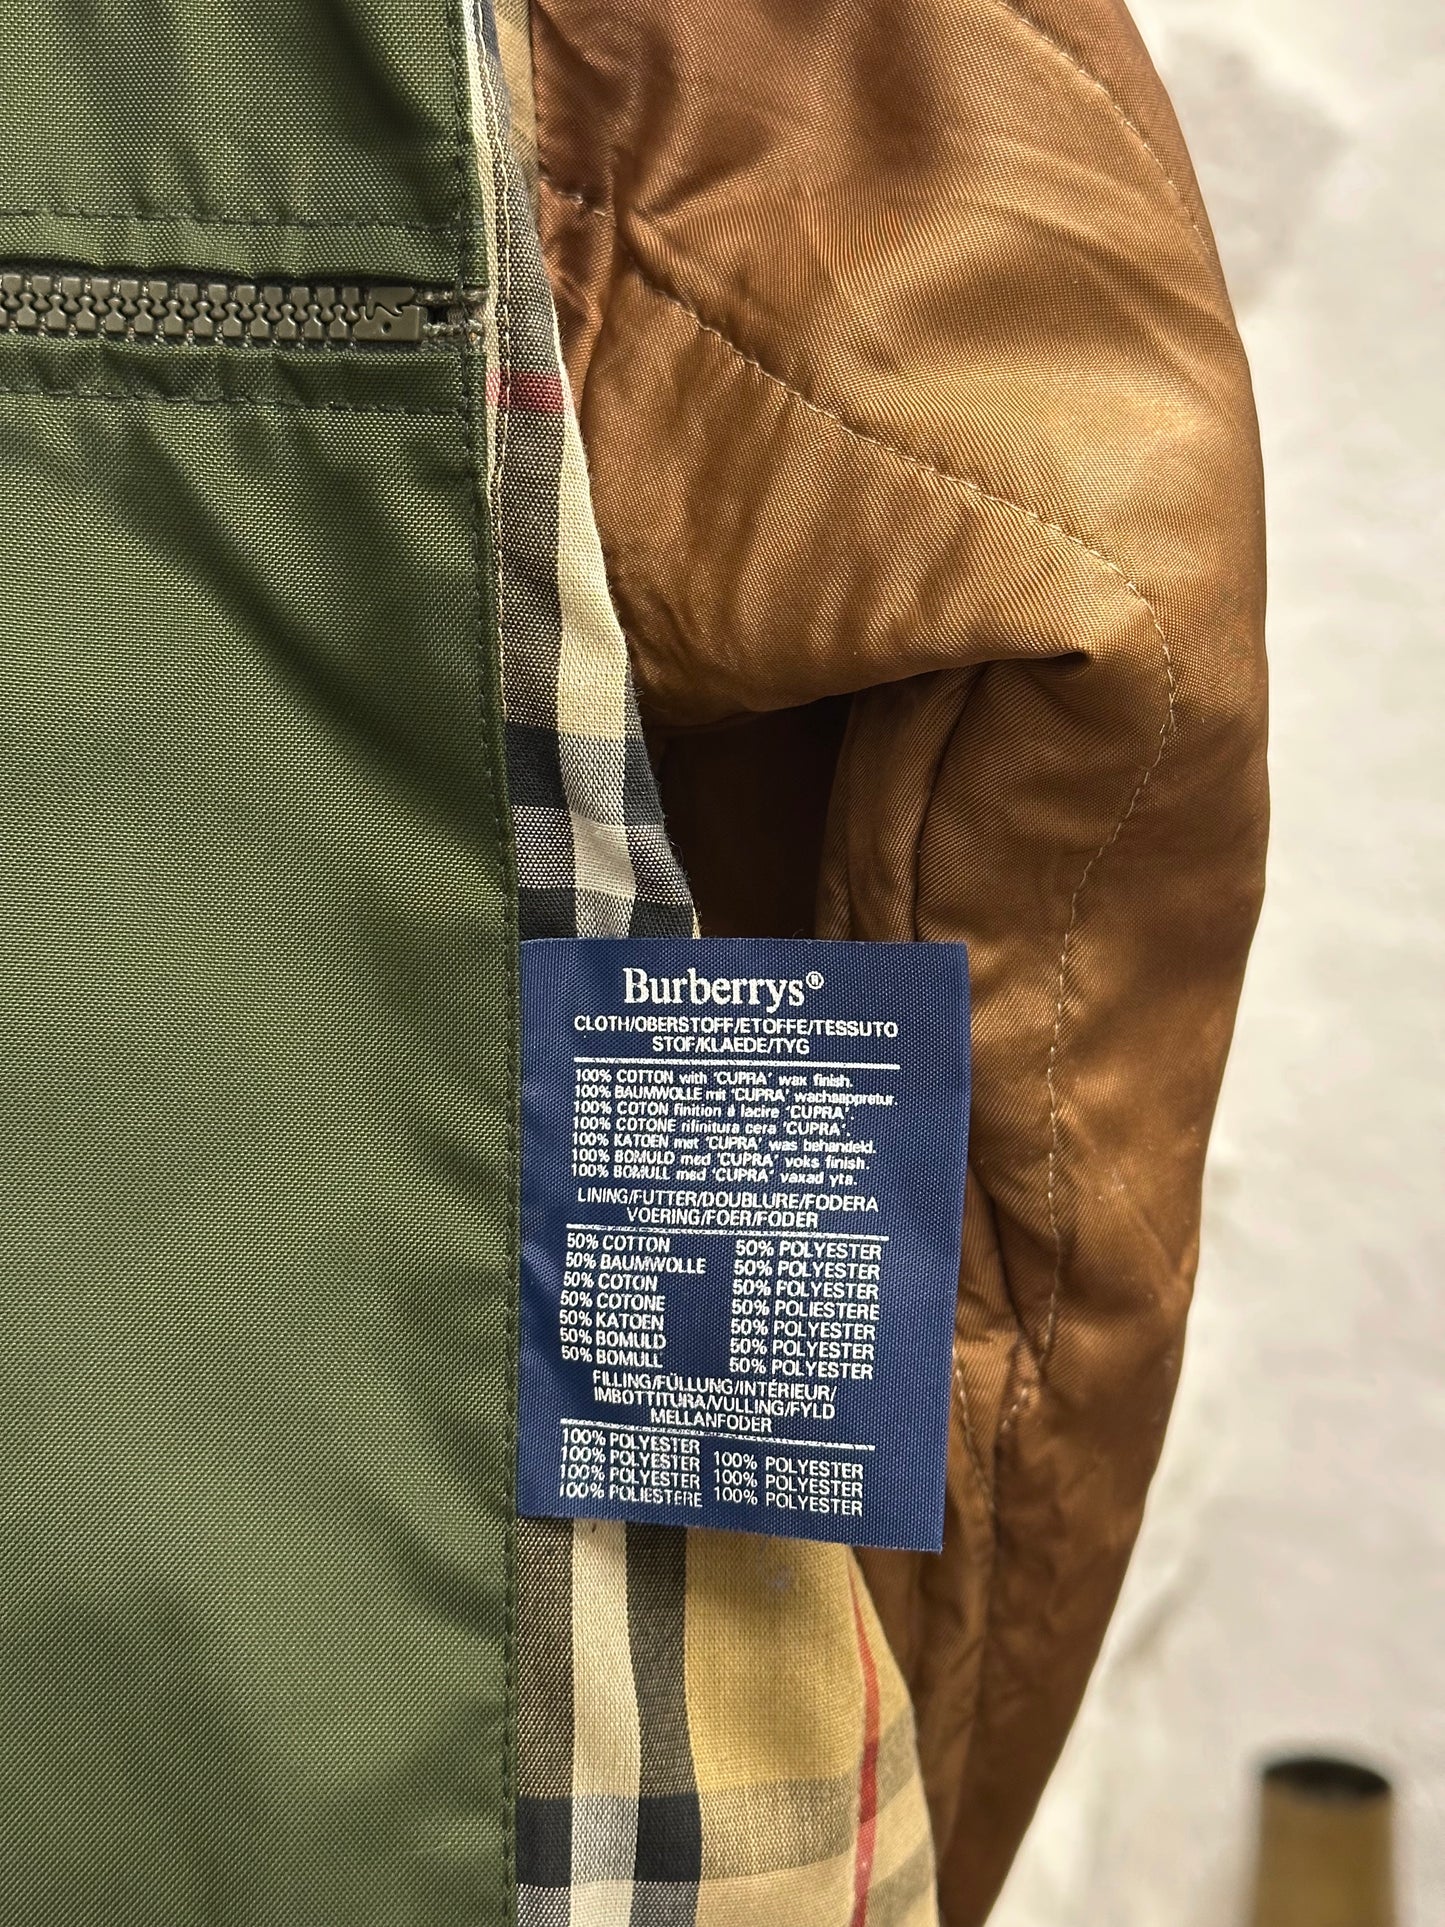 Burberrys®
CLOTH/OBERSTOFF/ETOFFE/TESSUTO
STOF/KLAEDE/TYG
100% COTTON with 'CUPRA' wax finish.
100% BAUMWOLLE mit 'CUPRA' wachsappretur.
100% COTON finition à lacire 'CUPRA'.
100% COTONE rilinitura cera 'CUPRA'.
100% KATOEN met 'CUPRA' was behandeld.
100% BOMULD med 'CUPRA' voks finish.
100% BOMULL med 'CUPRA' vaxad yta.
LINING/FUTTER/DOUBLURE/FODERA
VOERING/FOER/FODER
50% COTTON 50% POLYESTER
50% BAUMWOLLE 50% POLYESTER
50% COTON 50% POLYESTER
50% COTONE 50% POLIESTERE
50% KATOEN 50% POLYESTER
50% BOMULD 50% POLYESTER
50% BOMULL 50% POLYESTER
FILLING/FÜLLUNG/INTERIEUR/
IMBOTTITURA/VULLING/FYLD
MELLANFODER
100% POLYESTER
100% POLYESTER 100% POLYESTER
100% POLYESTER 100% POLYESTER
100% POLIESTERE 100% POLYESTER